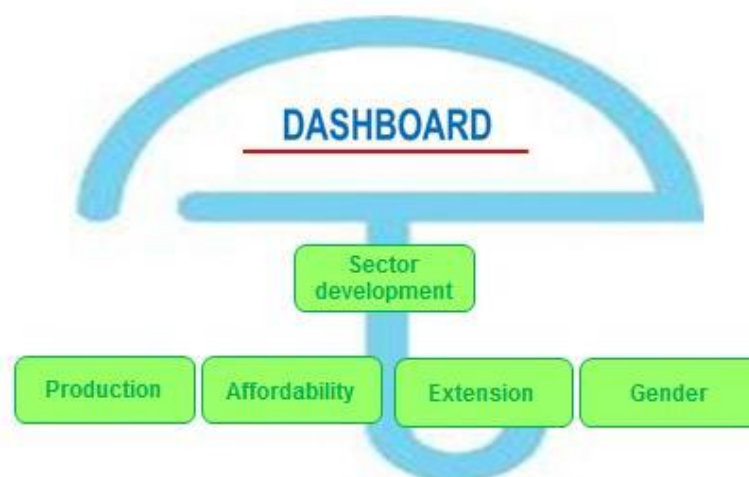 DASHBOARD
Sector
development
Production
Affordability
Extension
Gender